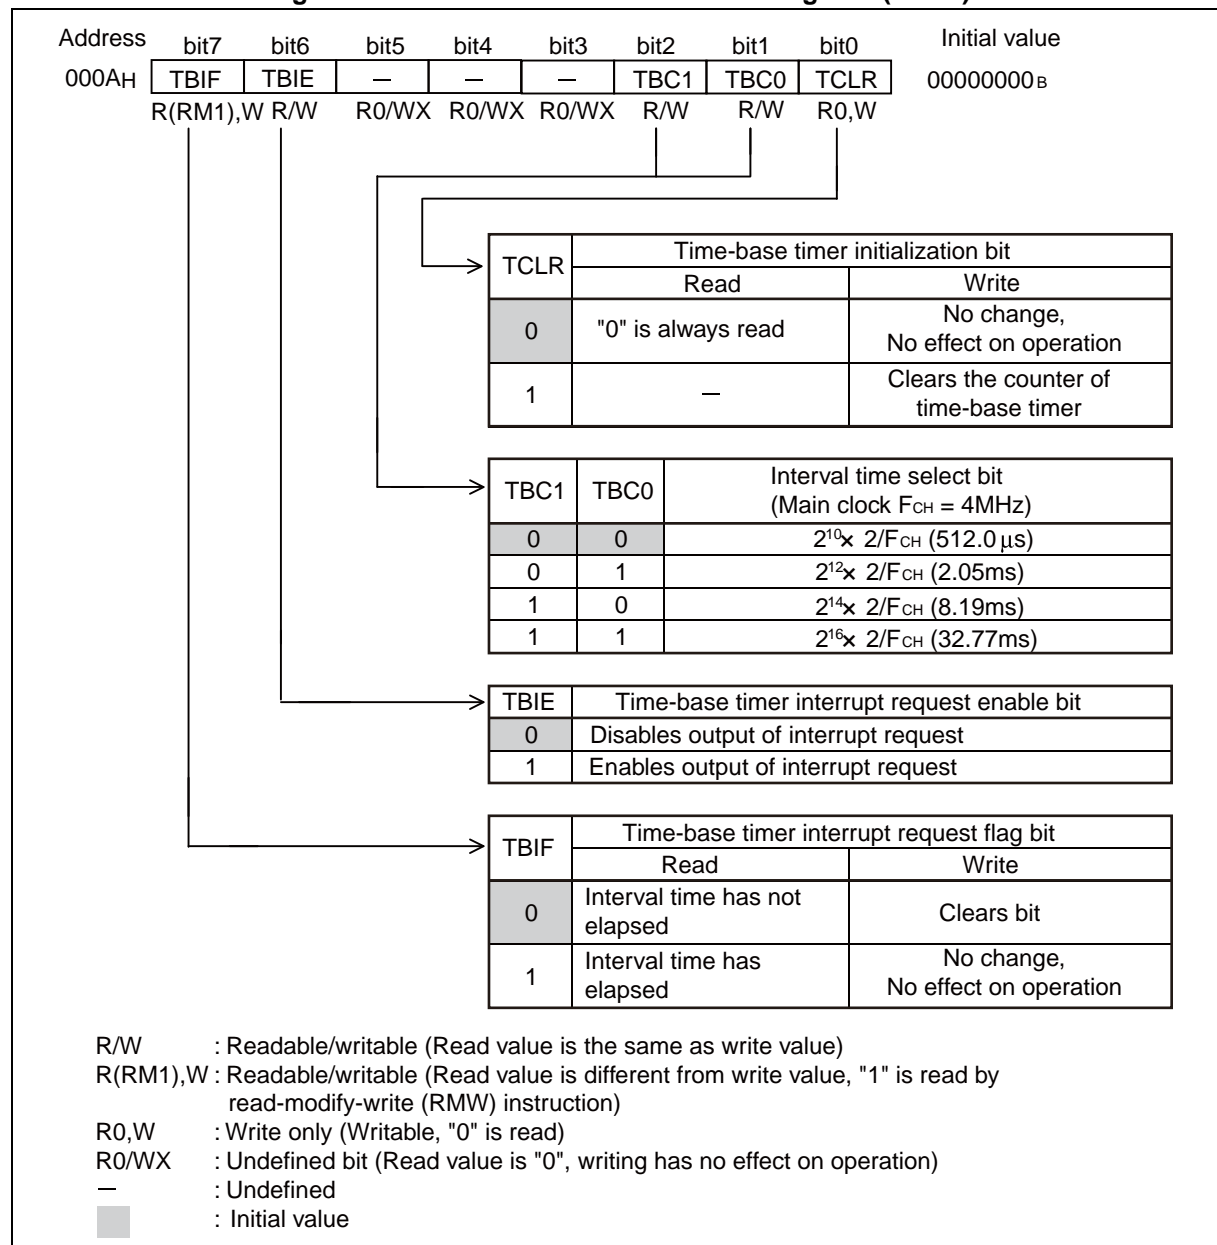 Address bit7 bit6 bit5 bit4 bit3 bit2 bit1 bit0 Initial value
000AH TBIF TBIE — — — TBC1 TBC0 TCLR 00000000B
R(RM1),W R/W R0/WX R0/WX R0/WX R/W R/W R0,W
TCLR Time-base timer initialization bit
Read Write
0 "0" is always read No change,
No effect on operation
1 — Clears the counter of
time-base timer
TBC1 TBC0 Interval time select bit
(Main clock FCH = 4MHz)
0 0 2¹⁰× 2/FCH (512.0 μs)
0 1 2¹²× 2/FCH (2.05ms)
1 0 2¹⁴× 2/FCH (8.19ms)
1 1 2¹⁶× 2/FCH (32.77ms)
TBIE Time-base timer interrupt request enable bit
0 Disables output of interrupt request
1 Enables output of interrupt request
TBIF Time-base timer interrupt request flag bit
Read Write
0 Interval time has not
elapsed Clears bit
1 Interval time has
elapsed No change,
No effect on operation
R/W : Readable/writable (Read value is the same as write value)
R(RM1),W : Readable/writable (Read value is different from write value, "1" is read by
read-modify-write (RMW) instruction)
R0,W : Write only (Writable, "0" is read)
R0/WX : Undefined bit (Read value is "0", writing has no effect on operation)
— : Undefined
: Initial value